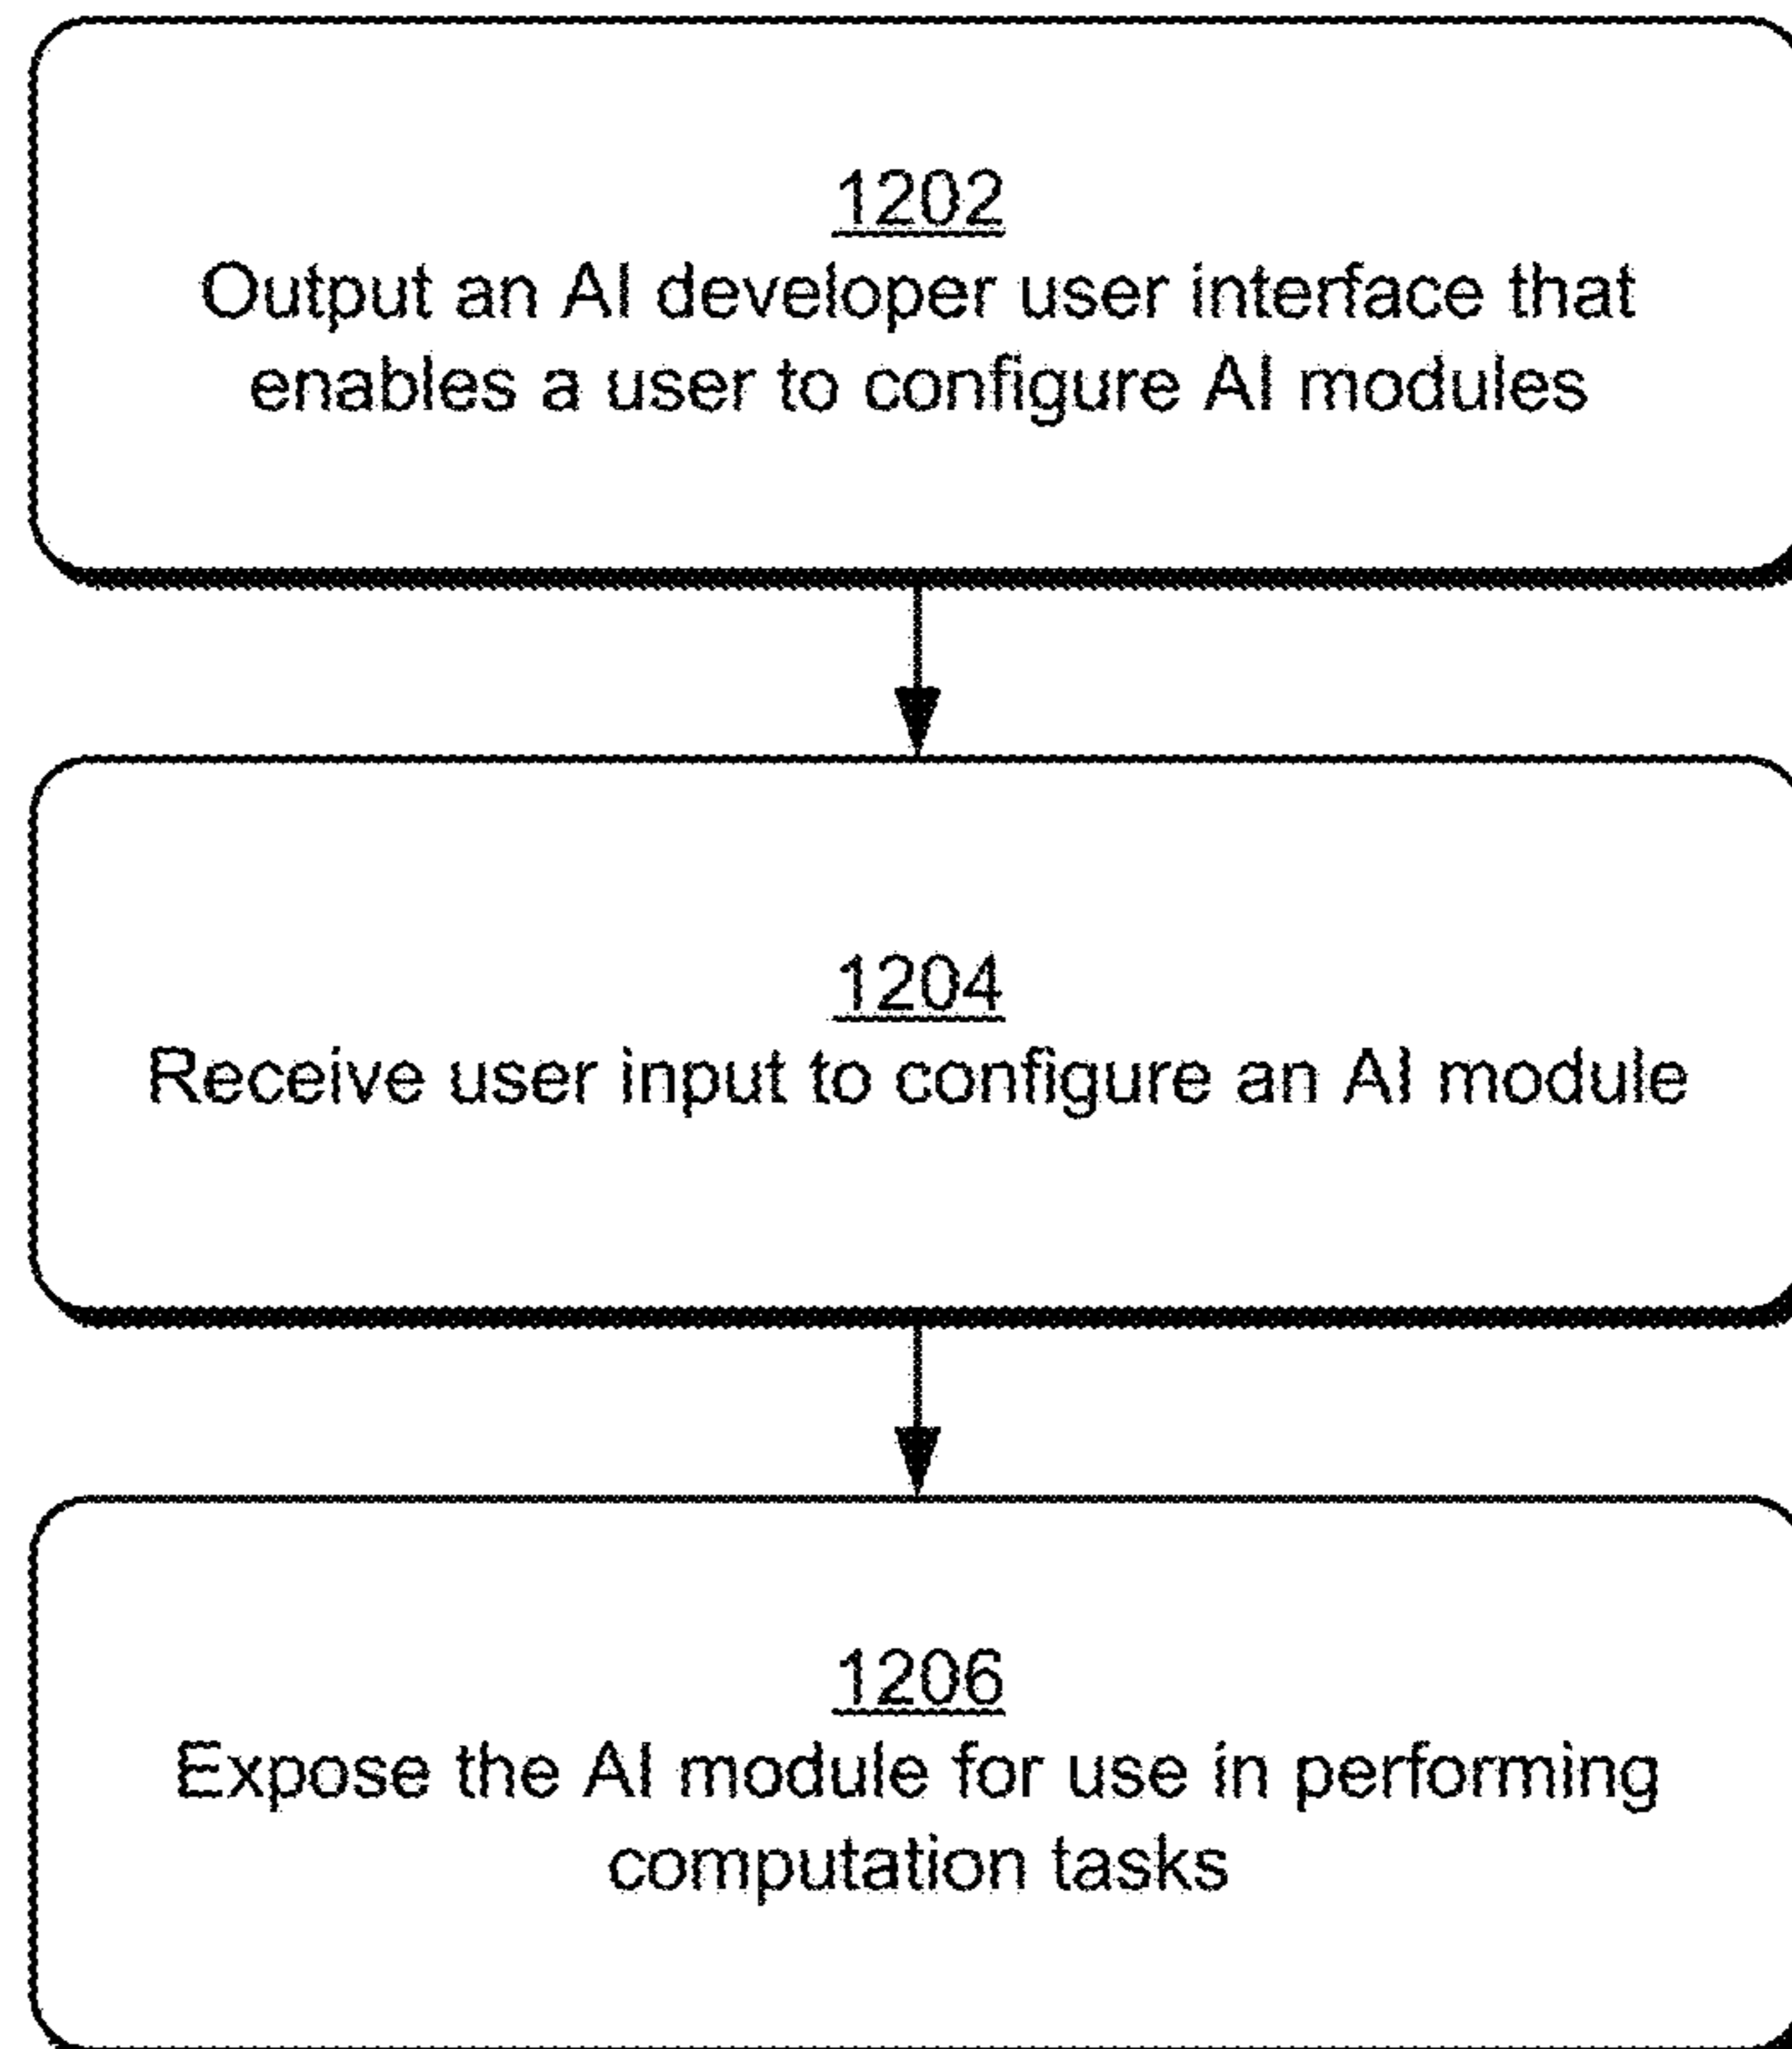 1202
Output an AI developer user interface that
enables a user to configure AI modules
1204
Receive user input to configure an AI module
1206
Expose the AI module for use in performing
computation tasks